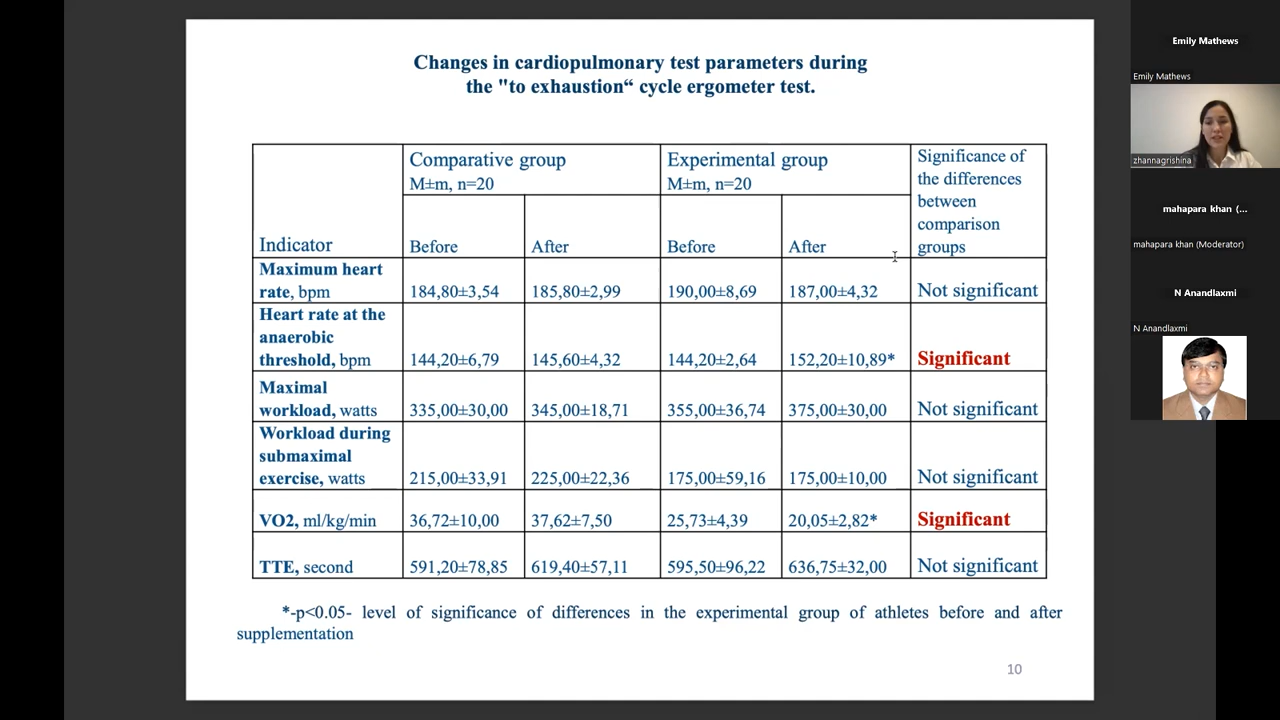 Changes in cardiopulmonary test parameters during
the "to exhaustion“ cycle ergometer test.
Indicator
Comparative group
M±m, n=20
Experimental group
M±m, n=20
Significance of
the differences
between
comparison
groups
Before
After
Before
After
Maximum heart
rate, bpm
184,80±3,54
185,80±2,99
190,00±8,69
187,00±4,32
Not significant
Heart rate at the
anaerobic
threshold, bpm
144,20±6,79
145,60±4,32
144,20±2,64
152,20±10,89*
Significant
Maximal
workload, watts
335,00±30,00
345,00±18,71
355,00±36,74
375,00±30,00
Not significant
Workload during
submaximal
exercise, watts
215,00±33,91
225,00±22,36
175,00±59,16
175,00±10,00
Not significant
VO2, ml/kg/min
36,72±10,00
37,62±7,50
25,73±4,39
20,05±2,82*
Significant
TTE, second
591,20±78,85
619,40±57,11
595,50±96,22
636,75±32,00
Not significant
*-p<0.05- level of significance of differences in the experimental group of athletes before and after
supplementation
10
Emily Mathews
Emily Mathews
zhannagrishina
mahapara khan (...
mahapara khan (Moderator)
N Anandlaxmi
N Anandlaxmi